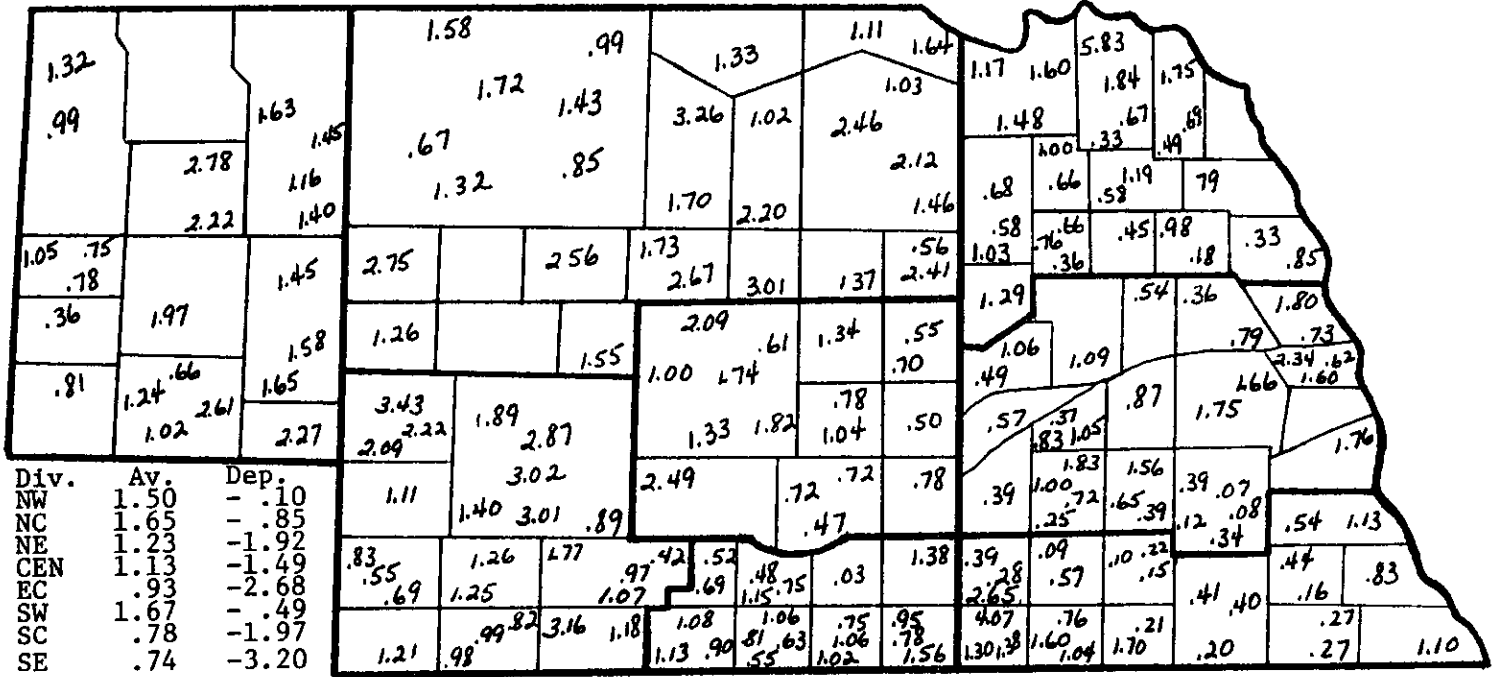 1.58 1.11 1.64
1.32 .99 1.33 1.17 1.60 5.83
1.72 1.03 1.84 1.75
.99 1.63 1.43 3.26 1.02 2.46 1.48 .67 .69
1.45 .67 .33 .49
2.78 .85 2.12 1.00
1.16 1.32 .68 .66 .58 1.19 79
2.22 1.40 1.70 2.20 1.46
1.05 .75 1.73 .56 .58 .76 .66 .45 .98 .33
.78 1.45 2.75 2.56 2.67 3.01 1.37 2.41 1.03 .36 .18 .85
.36 1.97 2.09 1.29 .54 .36 1.80
1.26 .61 1.34 .55 .79 .73
1.58 1.55 1.00 1.74 .70 1.06 1.09 2.34 .62
.81 .66 1.65 .49 1.66 1.60
1.24 2.61 3.43 1.89 .78 .57 .37 .87 1.75
1.02 2.27 2.09 2.22 2.87 1.33 1.82 1.04 .50 .83 1.05 1.76
3.02 2.49 .72 1.83 1.56
1.11 .72 .78 .39 1.00 .72 .65 .39 .39 .07
1.40 3.01 .89 .47 .25 .12 .08 .54 1.13
.34
.83 1.26 1.77 .42 .52 .48 1.38 .39 .09 .10 .22 .44
.55 .97 .03 .28 .57 .15 .83
.69 1.25 1.07 .69 1.15 .75 2.65 .41 .40 .16
.99 .82 3.16 1.18 1.08 1.06 .75 .95 4.07 .76 .21 .27
.81 .63 1.06 .78
1.21 .98 1.13 .90 .55 1.02 1.56 1.30 1.38 1.60 1.04 1.70 .20 .27 1.10
Div. Av. Dep.
NW 1.50 - .10
NC 1.65 - .85
NE 1.23 -1.92
CEN 1.13 -1.49
EC .93 -2.68
SW 1.67 - .49
SC .78 -1.97
SE .74 -3.20